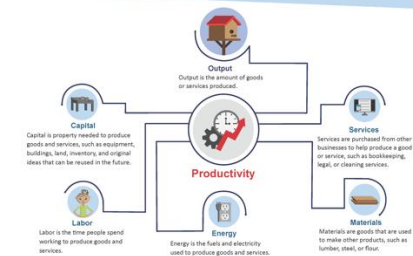 Output
Output is the amount of goods
or services produced.
Capital
Capital is property needed to produce
goods and services, such as equipment,
buildings, land, inventory, and original
ideas that can be reused in the future.
Services
Services are purchased from other
businesses to help produce a good
or service, such as bookkeeping,
legal, or cleaning services.
Productivity
Labor
Labor is the time people spend
working to produce goods and
services.
Energy
Energy is the fuels and electricity
used to produce goods and services.
Materials
Materials are goods that are used
to make other products, such as
lumber, steel, or flour.